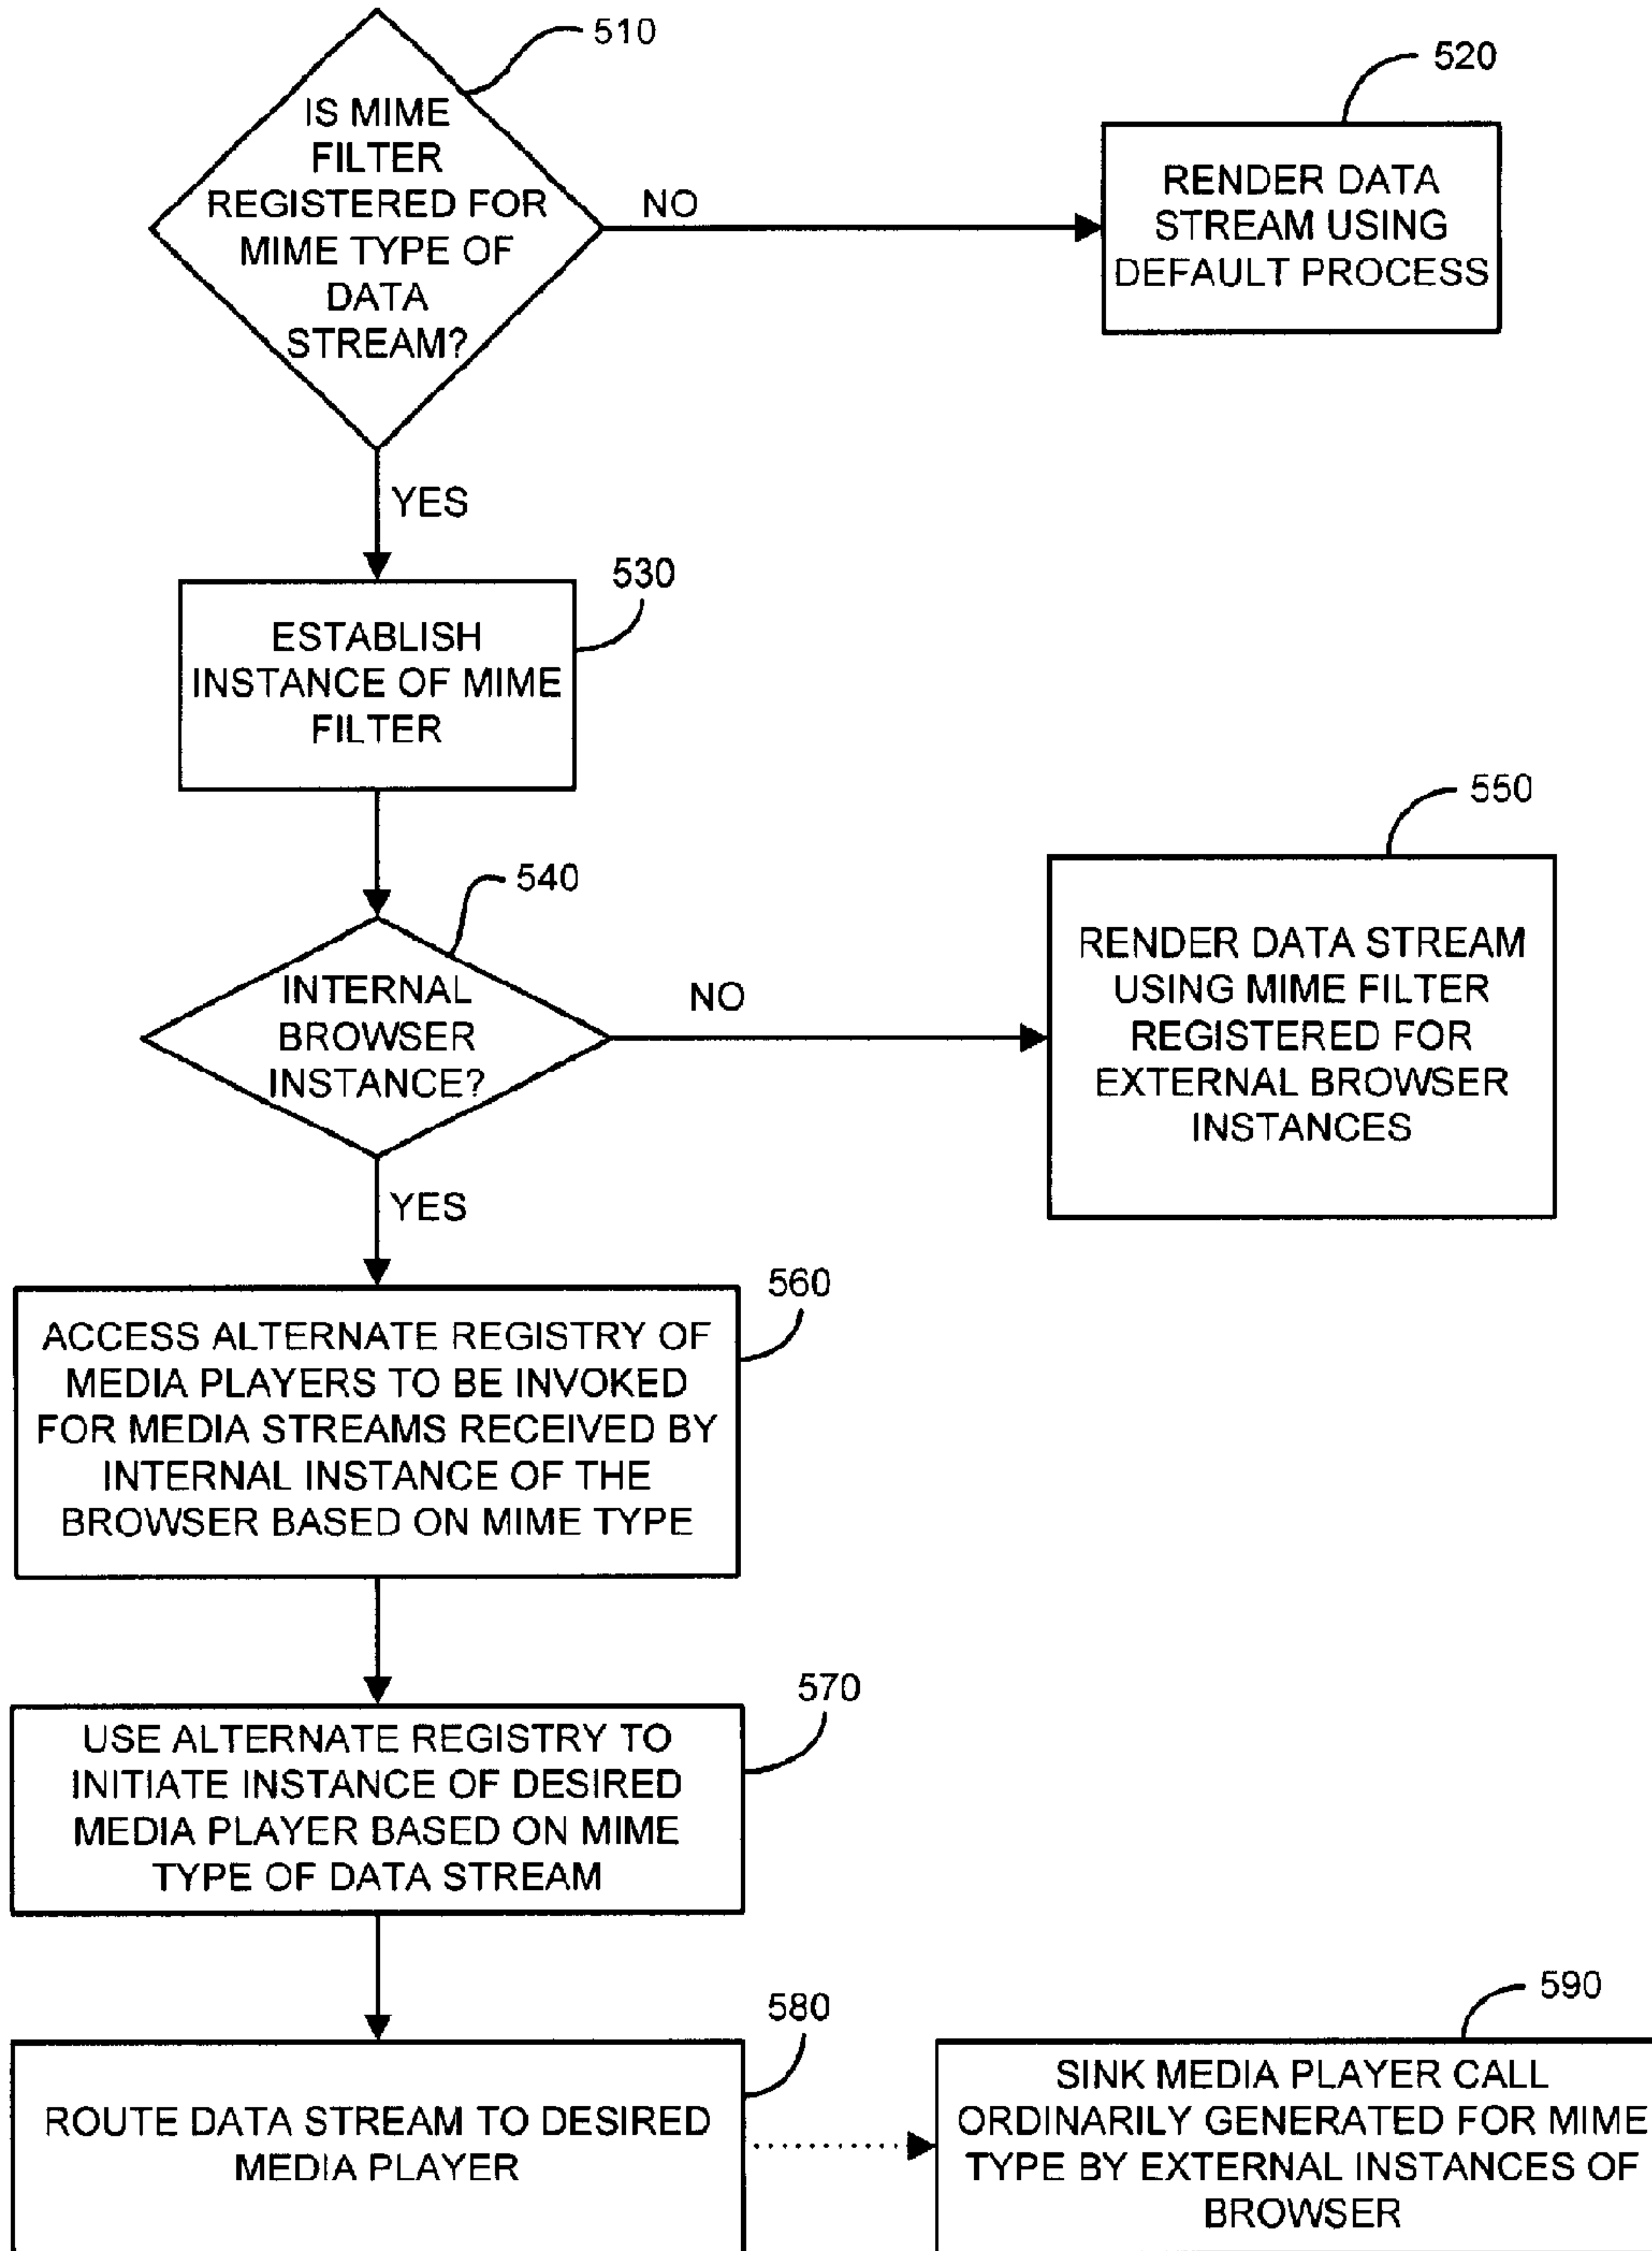 510
IS MIME
FILTER
REGISTERED FOR
MIME TYPE OF
DATA
STREAM?
NO
520
RENDER DATA
STREAM USING
DEFAULT PROCESS
YES
530
ESTABLISH
INSTANCE OF MIME
FILTER
540
INTERNAL
BROWSER
INSTANCE?
NO
550
RENDER DATA STREAM
USING MIME FILTER
REGISTERED FOR
EXTERNAL BROWSER
INSTANCES
YES
560
ACCESS ALTERNATE REGISTRY OF
MEDIA PLAYERS TO BE INVOKED
FOR MEDIA STREAMS RECEIVED BY
INTERNAL INSTANCE OF THE
BROWSER BASED ON MIME TYPE
570
USE ALTERNATE REGISTRY TO
INITIATE INSTANCE OF DESIRED
MEDIA PLAYER BASED ON MIME
TYPE OF DATA STREAM
580
ROUTE DATA STREAM TO DESIRED
MEDIA PLAYER
590
SINK MEDIA PLAYER CALL
ORDINARILY GENERATED FOR MIME
TYPE BY EXTERNAL INSTANCES OF
BROWSER